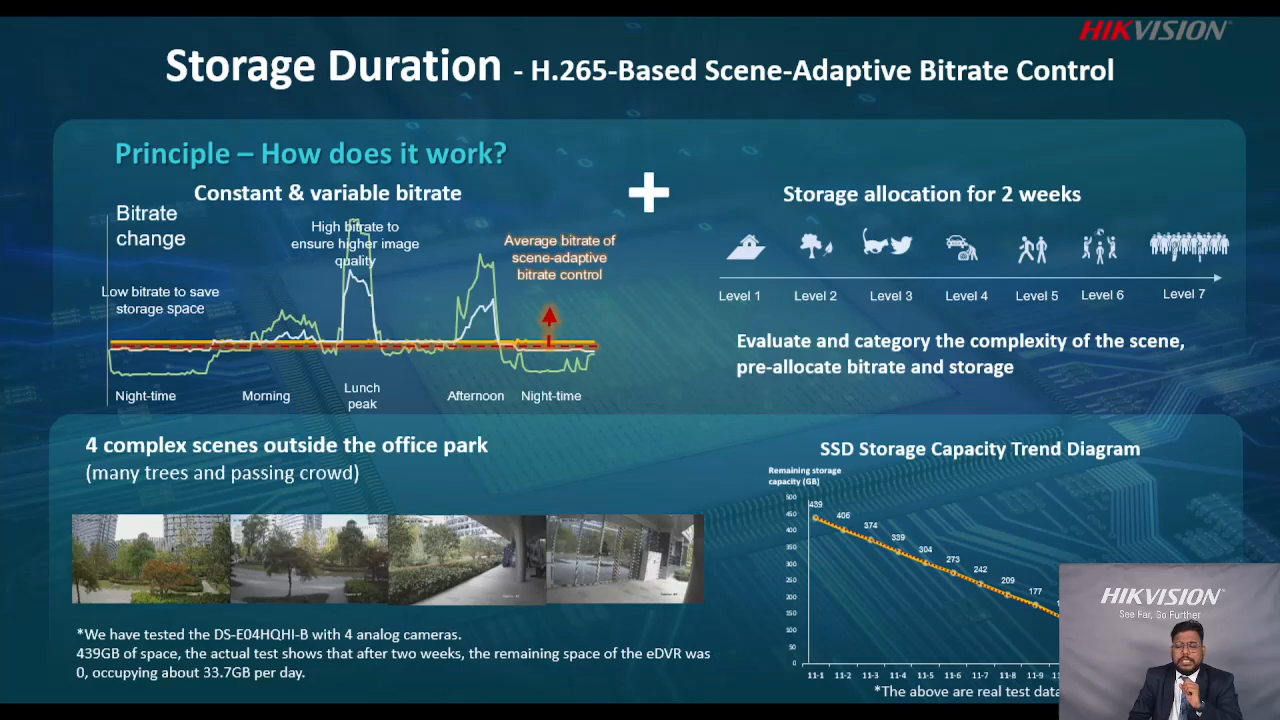 HIKVISION
Storage Duration - H.265-Based Scene-Adaptive Bitrate Control
Principle – How does it work?
Constant & variable bitrate
Bitrate
change
High bitrate to
ensure higher image
quality
Average bitrate of
scene-adaptive
bitrate control
Low bitrate to save
storage space
Night-time
Morning
Lunch
peak
Afternoon
Night-time
+
Storage allocation for 2 weeks
Level 1
Level 2
Level 3
Level 4
Level 5
Level 6
Level 7
Evaluate and category the complexity of the scene,
pre-allocate bitrate and storage
4 complex scenes outside the office park
(many trees and passing crowd)
*We have tested the DS-E04HQHI-B with 4 analog cameras.
439GB of space, the actual test shows that after two weeks, the remaining space of the eDVR was
0, occupying about 33.7GB per day.
SSD Storage Capacity Trend Diagram
Remaining storage
capacity (GB)
500
450
400
350
300
250
200
150
100
50
0
439
406
374
339
304
273
242
209
177
11-1
11-2
11-3
11-4
11-5
11-6
11-7
11-8
11-9
*The above are real test data
HIKVISION
See Far, Go Further